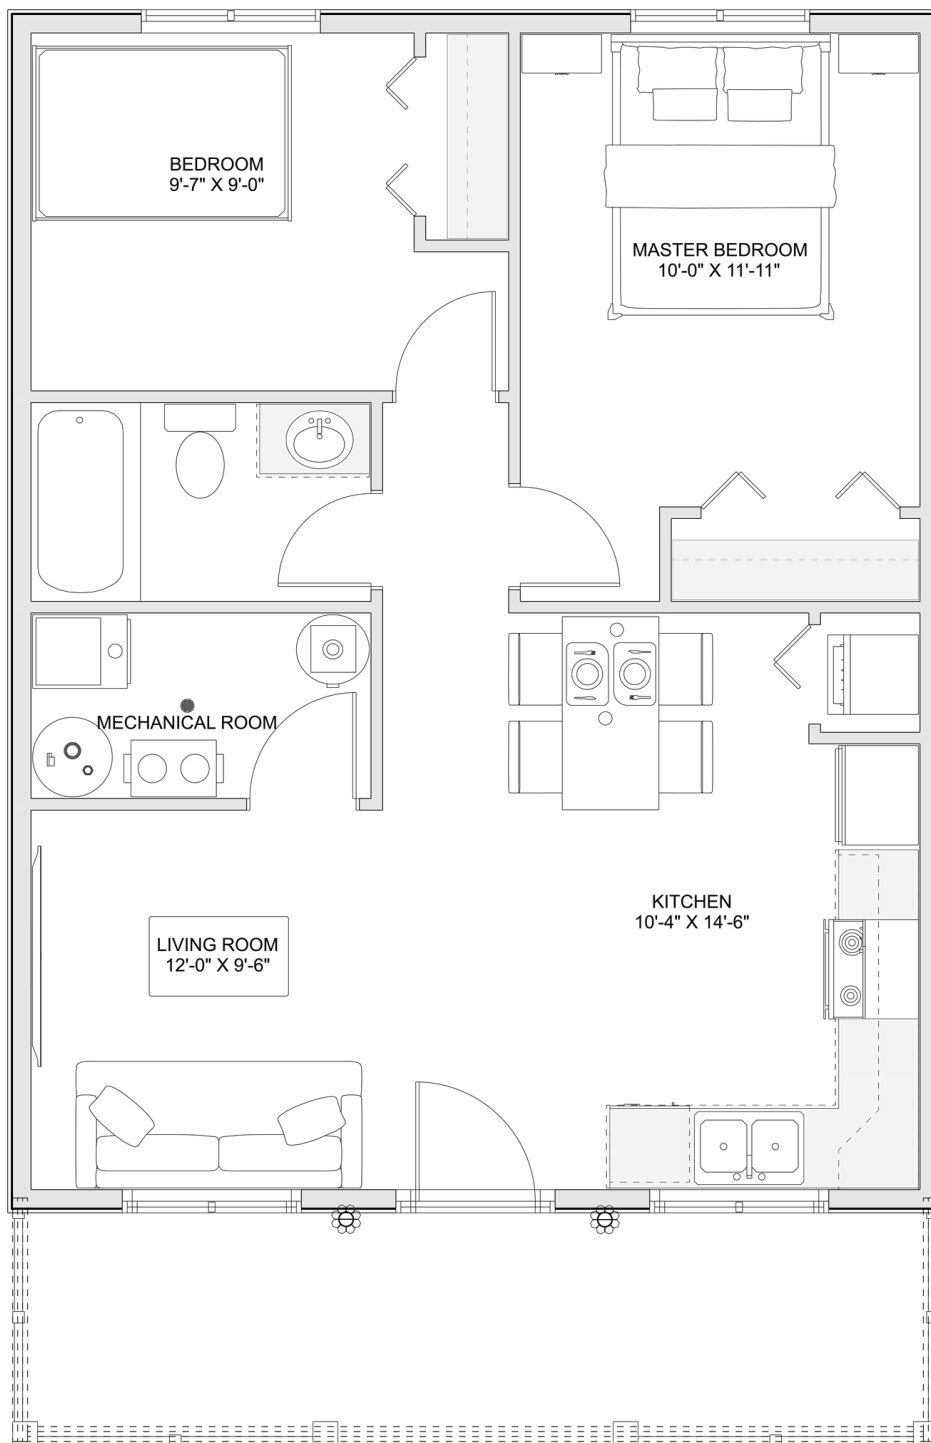 BEDROOM
9'-7" X 9'-0"
MASTER BEDROOM
10'-0" X 11'-11"
MECHANICAL ROOM
KITCHEN
10'-4" X 14'-6"
LIVING ROOM
12'-0" X 9'-6"